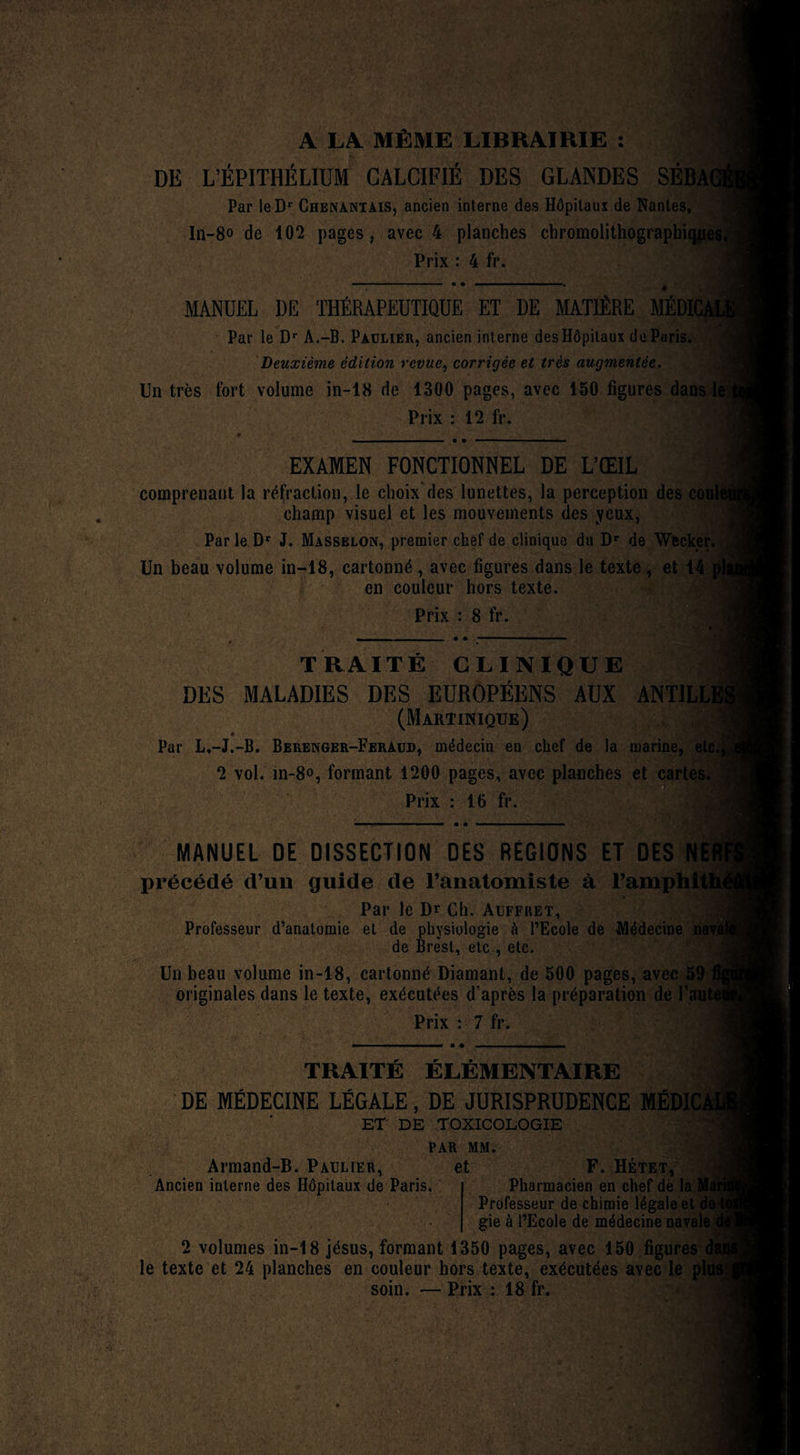 A LA MÊME LIBRAIRIE :
DE L'ÉPITHÉLIUM CALCIFIÉ DES GLANDES SÉBACÉES
Par le Dr CHENANTAIS, ancien interne des Hôpitaux de Nantes,
In-8o de 102 pages, avec 4 planches chromolithographiques.
Prix : 4 fr.
MANUEL DE THÉRAPEUTIQUE ET DE MATIÈRE MÉDICALE
Par le Dr A.-B. PAULIER, ancien interne des Hôpitaux de Paris.
Deuxième édition revue, corrigée et très augmentée.
Un très fort volume in-18 de 1300 pages, avec 150 figures dans le
Prix : 12 fr.
EXAMEN FONCTIONNEL DE L'ŒIL
comprenant la réfraction, le choix des lunettes, la perception des couleurs,
champ visuel et les mouvements des yeux,
Par le Dr J. MASSELON, premier chef de clinique du Dr de Wecker.
Un beau volume in-18, cartonné, avec figures dans le texte, et 14
en couleur hors texte.
Prix : 8 fr.
TRAITÉ CLINIQUE
DES MALADIES DES EUROPÉENS AUX ANTILLES
(MARTINIQUE)
Par L.-J.-B. BERENGER-FERAUD, médecin en chef de la marine, etc.,
2 vol. in-8o, formant 1200 pages, avec planches et cartes.
Prix : 16 fr.
MANUEL DE DISSECTION DES RÉGIONS ET DES NERFS
précédé d'un guide de l'anatomiste à l'amphithéâtre
Par le Dr Ch. AUFFRET,
Professeur d'anatomie et de physiologie à l'Ecole de Médecine navale
de Brest, etc., etc.
Un beau volume in-18, cartonné Diamant, de 500 pages, avec 59
originales dans le texte, exécutées d'après la préparation de l'auteur.
Prix : 7 fr.
TRAITÉ ÉLÉMENTAIRE
DE MÉDECINE LÉGALE, DE JURISPRUDENCE MÉDICALE
ET DE TOXICOLOGIE
PAR MM.
Armand-B. PAULIER, et F. HÉTET,
Ancien interne des Hôpitaux de Paris. Pharmacien en chef de la
Professeur de chimie légale et de
gie à l'Ecole de médecine navale
2 volumes in-18 jésus, formant 1350 pages, avec 150 figures dans
le texte et 24 planches en couleur hors texte, exécutées avec le plus
soin. — Prix : 18 fr.